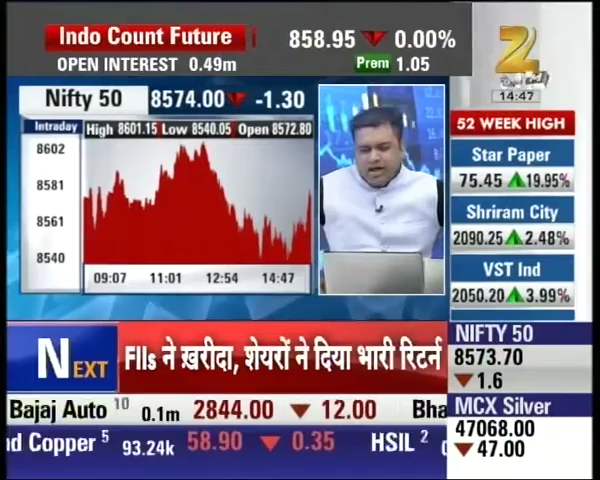 Indo Count Future
858.95 0.00%
OPEN INTEREST 0.49m
Prem 1.05
14:47
Nifty 50 8574.00 -1.30
Intraday High 8601.15 Low 8540.05 Open 8572.80
8602
8581
8561
8540
09:07 11:01 12:54 14:47
52 WEEK HIGH
Star Paper
75.45 19.95%
Shriram City
2090.25 2.48%
VST Ind
2050.20 3.99%
NEXT
FIIs ने ख़रीदा, शेयरों ने दिया भारी रिटर्न
NIFTY 50
8573.70
1.6
MCX Silver
47068.00
47.00
Bajaj Auto 10 0.1m 2844.00 12.00 Bha
d Copper 5 93.24k 58.90 0.35 HSIL 2